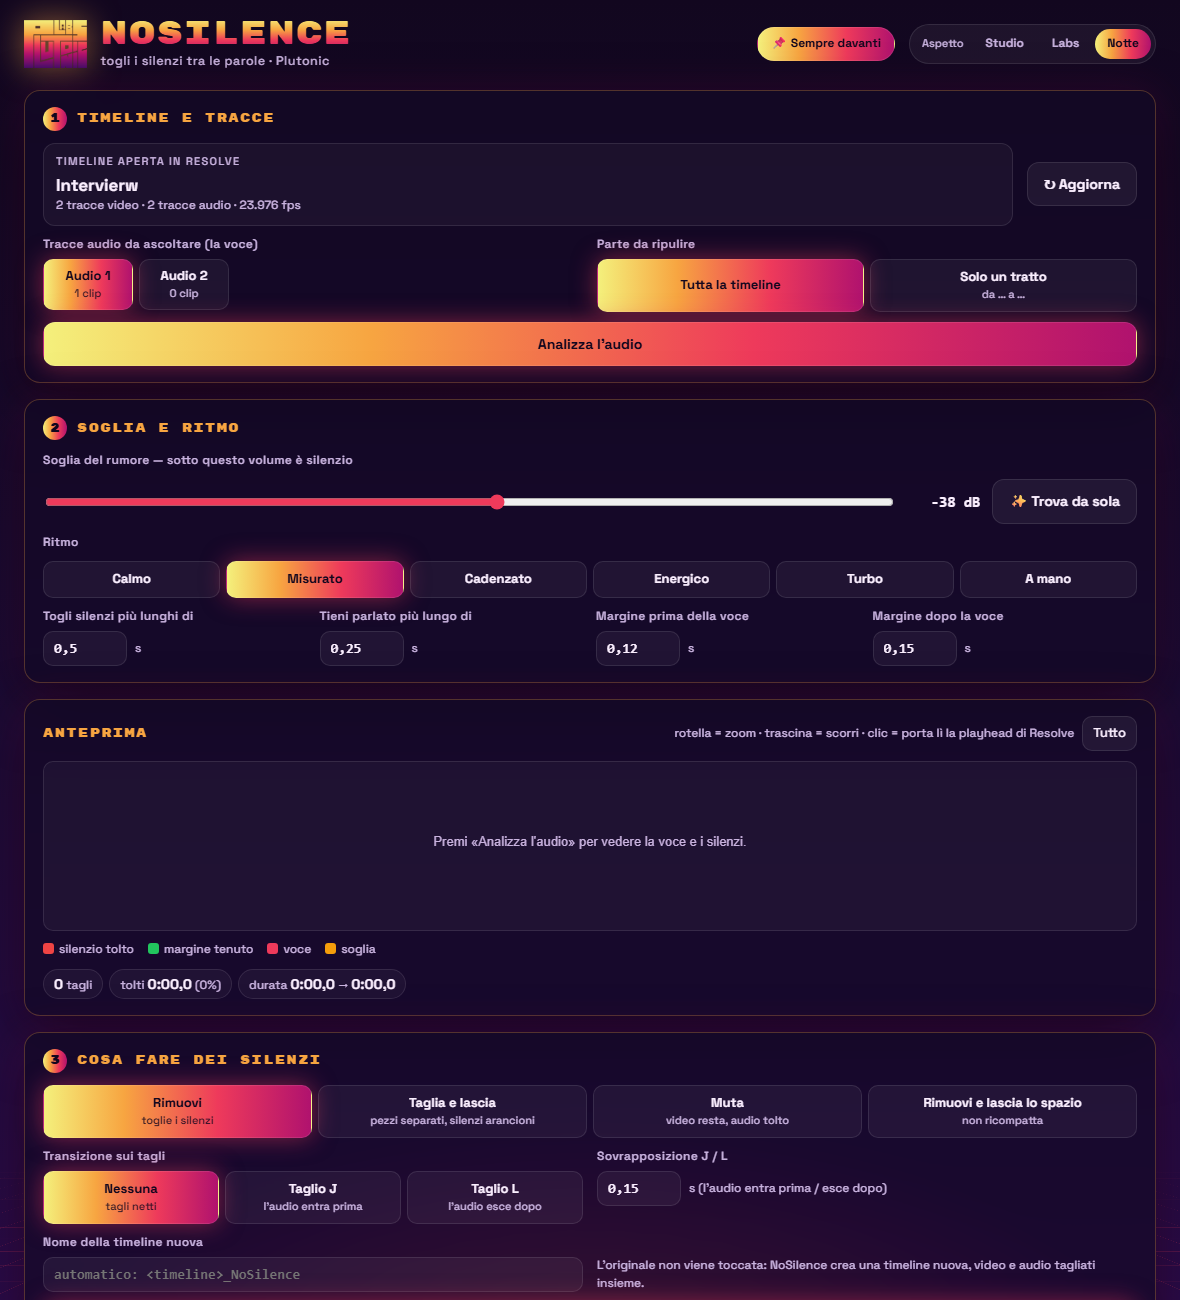 NOSILENCE
togli i silenzi tra le parole · Plutonic
📌 Sempre davanti
Aspetto Studio Labs Notte
1 TIMELINE E TRACCE
TIMELINE APERTA IN RESOLVE
Intervierw
2 tracce video · 2 tracce audio · 23.976 fps
↻ Aggiorna
Tracce audio da ascoltare (la voce)
Audio 1
1 clip
Audio 2
0 clip
Parte da ripulire
Tutta la timeline
Solo un tratto
da … a …
Analizza l'audio
2 SOGLIA E RITMO
Soglia del rumore — sotto questo volume è silenzio
-38 dB
✨ Trova da sola
Ritmo
Calmo Misurato Cadenzato Energico Turbo A mano
Togli silenzi più lunghi di
0,5 s
Tieni parlato più lungo di
0,25 s
Margine prima della voce
0,12 s
Margine dopo la voce
0,15 s
ANTEPRIMA
rotella = zoom · trascina = scorri · clic = porta lì la playhead di Resolve
Tutto
Premi «Analizza l'audio» per vedere la voce e i silenzi.
silenzio tolto margine tenuto voce soglia
0 tagli tolti 0:00,0 (0%) durata 0:00,0 → 0:00,0
3 COSA FARE DEI SILENZI
Rimuovi
toglie i silenzi
Taglia e lascia
pezzi separati, silenzi arancioni
Muta
video resta, audio tolto
Rimuovi e lascia lo spazio
non ricompatta
Transizione sui tagli
Nessuna
tagli netti
Taglio J
l'audio entra prima
Taglio L
l'audio esce dopo
Sovrapposizione J / L
0,15 s (l'audio entra prima / esce dopo)
Nome della timeline nuova
automatico: <timeline>_NoSilence
L'originale non viene toccata: NoSilence crea una timeline nuova, video e audio tagliati
insieme.